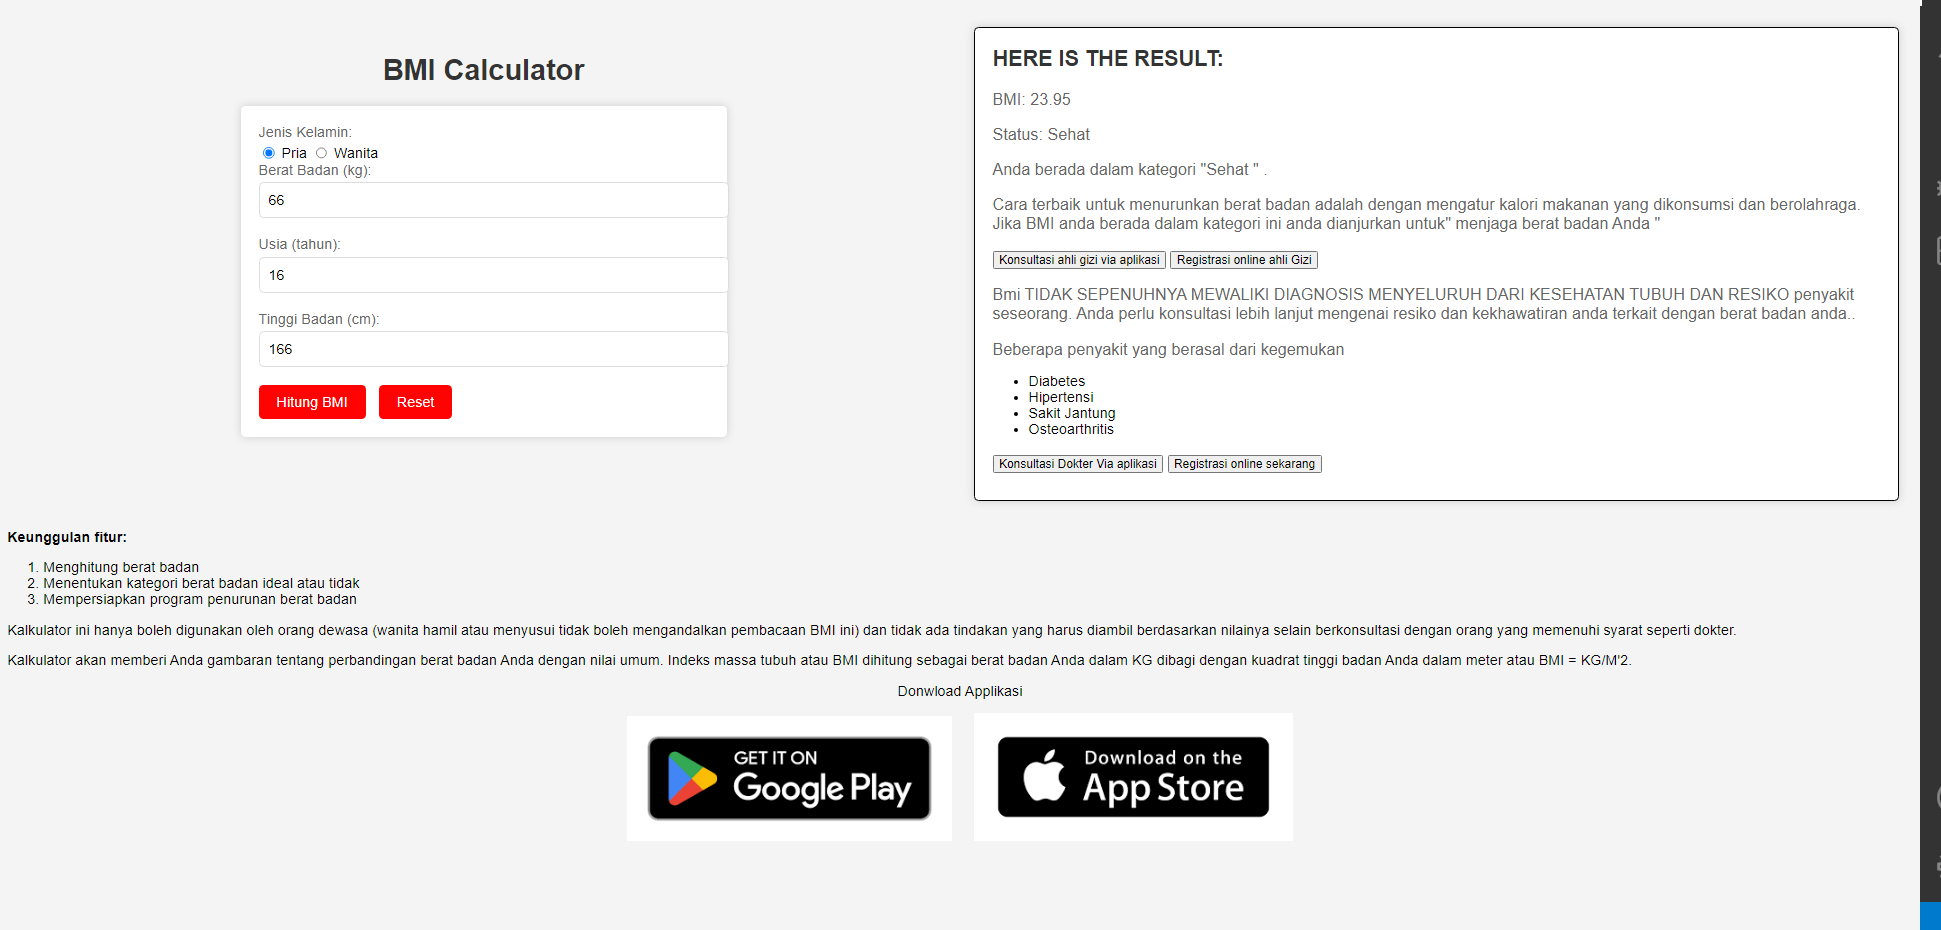 BMI Calculator
Jenis Kelamin:
Pria Wanita
Berat Badan (kg):
66
Usia (tahun):
16
Tinggi Badan (cm):
166
Hitung BMI Reset
HERE IS THE RESULT:
BMI: 23.95
Status: Sehat
Anda berada dalam kategori "Sehat " .
Cara terbaik untuk menurunkan berat badan adalah dengan mengatur kalori makanan yang dikonsumsi dan berolahraga.
Jika BMI anda berada dalam kategori ini anda dianjurkan untuk" menjaga berat badan Anda "
Konsultasi ahli gizi via aplikasi Registrasi online ahli Gizi
Bmi TIDAK SEPENUHNYA MEWALIKI DIAGNOSIS MENYELURUH DARI KESEHATAN TUBUH DAN RESIKO penyakit
seseorang. Anda perlu konsultasi lebih lanjut mengenai resiko dan kekhawatiran anda terkait dengan berat badan anda..
Beberapa penyakit yang berasal dari kegemukan
• Diabetes
• Hipertensi
• Sakit Jantung
• Osteoarthritis
Konsultasi Dokter Via aplikasi Registrasi online sekarang
Keunggulan fitur:
1. Menghitung berat badan
2. Menentukan kategori berat badan ideal atau tidak
3. Mempersiapkan program penurunan berat badan
Kalkulator ini hanya boleh digunakan oleh orang dewasa (wanita hamil atau menyusui tidak boleh mengandalkan pembacaan BMI ini) dan tidak ada tindakan yang harus diambil berdasarkan nilainya selain berkonsultasi dengan orang yang memenuhi syarat seperti dokter.
Kalkulator akan memberi Anda gambaran tentang perbandingan berat badan Anda dengan nilai umum. Indeks massa tubuh atau BMI dihitung sebagai berat badan Anda dalam KG dibagi dengan kuadrat tinggi badan Anda dalam meter atau BMI = KG/M'2.
Donwload Applikasi
GET IT ON
Google Play
Download on the
App Store